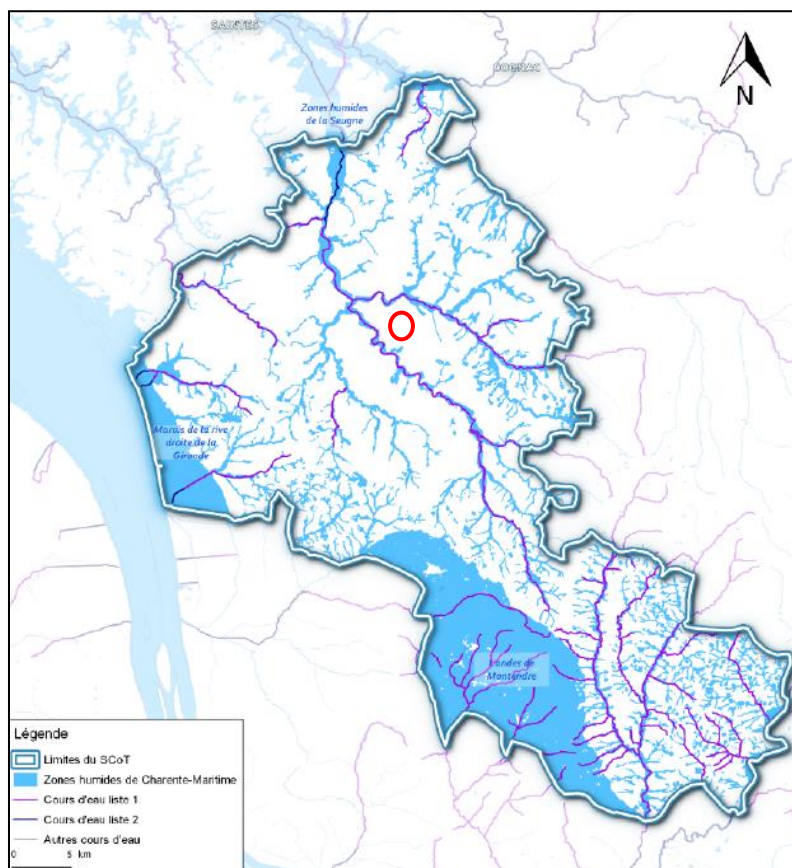 SAINTES
COGNAC
N
Zones humides
de la Seugne
Marais de la rive
droite de la
Gironde
Landes de
Montendre
Légende
Limites du SCoT
Zones humides de Charente-Maritime
Cours d'eau liste 1
Cours d'eau liste 2
Autres cours d'eau
0 5 km